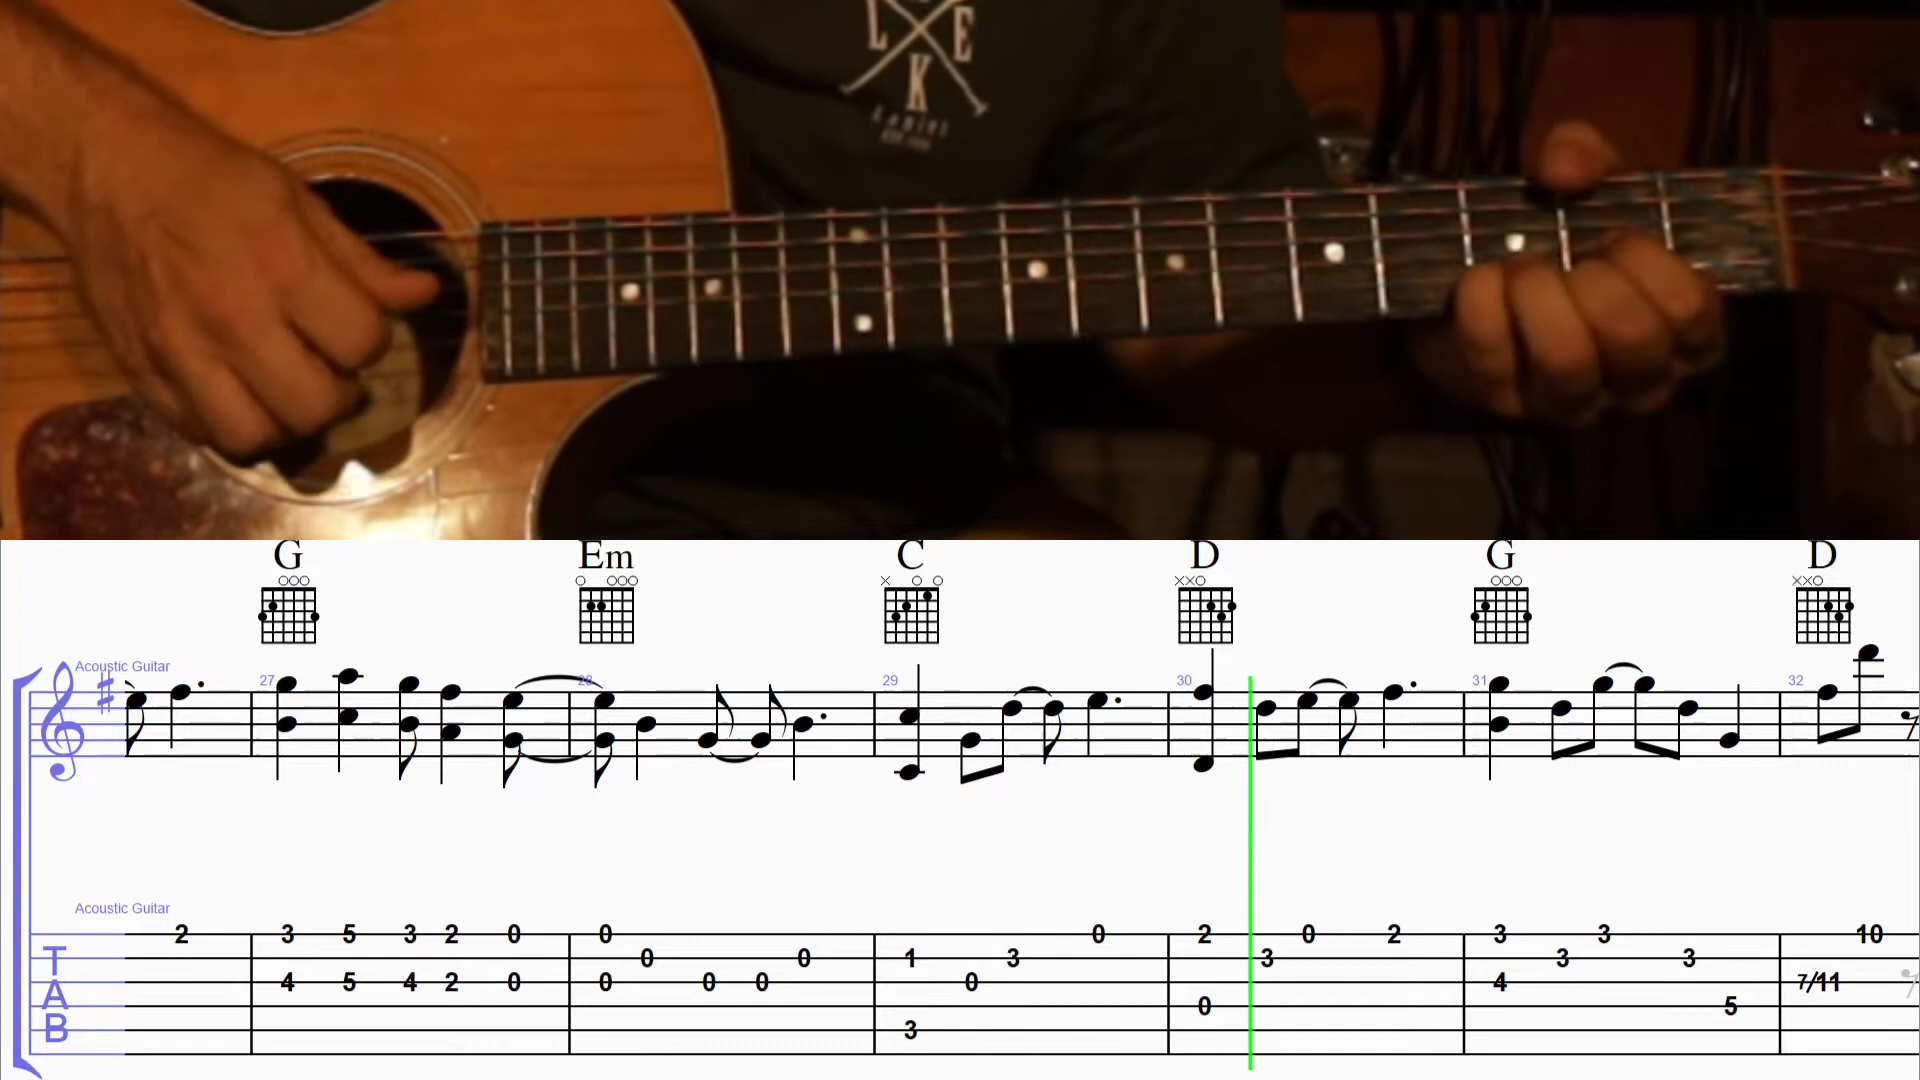 L E
K
G Em C D G D
Acoustic Guitar
27 28 29 30 31 32
Acoustic Guitar
2 3 5 3 2 0 0 0 2 0 2 3 3 10
0 0 1 3 3 3 3
T
4 5 4 2 0 0 0 0 0 4 7/11
A
0 5
B
3